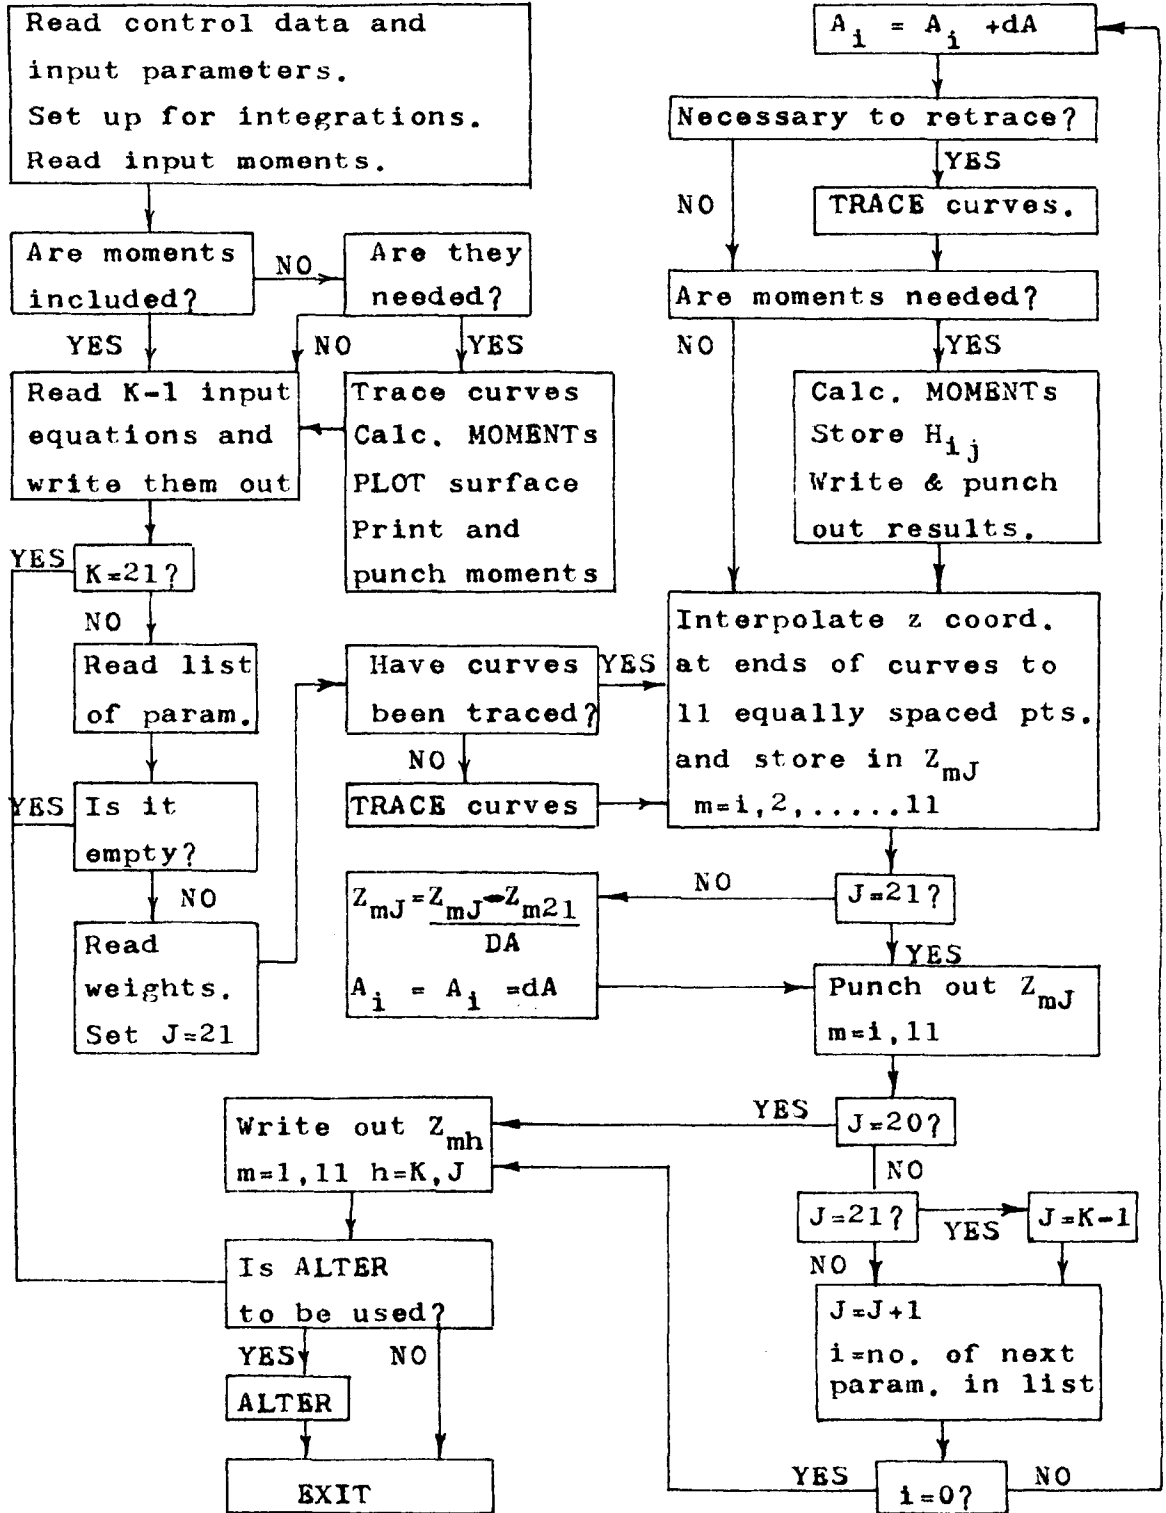 Read control data and
input parameters.
Set up for integrations.
Read input moments.
Are moments
included?
NO
Are they
needed?
YES
NO
YES
Read K-1 input
equations and
write them out
Trace curves
Calc. MOMENTs
PLOT surface
Print and
punch moments
YES
K=21?
NO
Read list
of param.
YES
Is it
empty?
NO
Read
weights.
Set J=21
Have curves
been traced?
YES
NO
TRACE curves
A_i = A_i +dA
Necessary to retrace?
YES
NO
TRACE curves.
Are moments needed?
NO
YES
Calc. MOMENTs
Store H_ij
Write & punch
out results.
Interpolate z coord.
at ends of curves to
11 equally spaced pts.
and store in Z_mJ
m=i,2,.....11
J=21?
NO
YES
Z_mJ=Z_mJ-Z_m21
DA
A_i = A_i =dA
Punch out Z_mJ
m=i,11
J=20?
YES
NO
Write out Z_mh
m=1,11 h=K,J
J=21?
YES
J=K-1
NO
J=J+1
i=no. of next
param. in list
i=0?
YES
NO
Is ALTER
to be used?
YES
NO
ALTER
EXIT